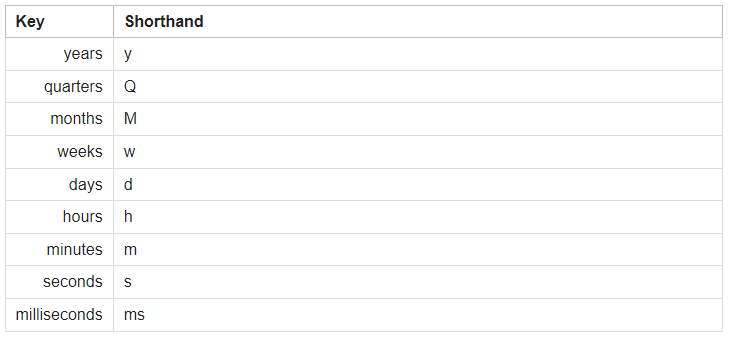 Key Shorthand
years y
quarters Q
months M
weeks w
days d
hours h
minutes m
seconds s
milliseconds ms